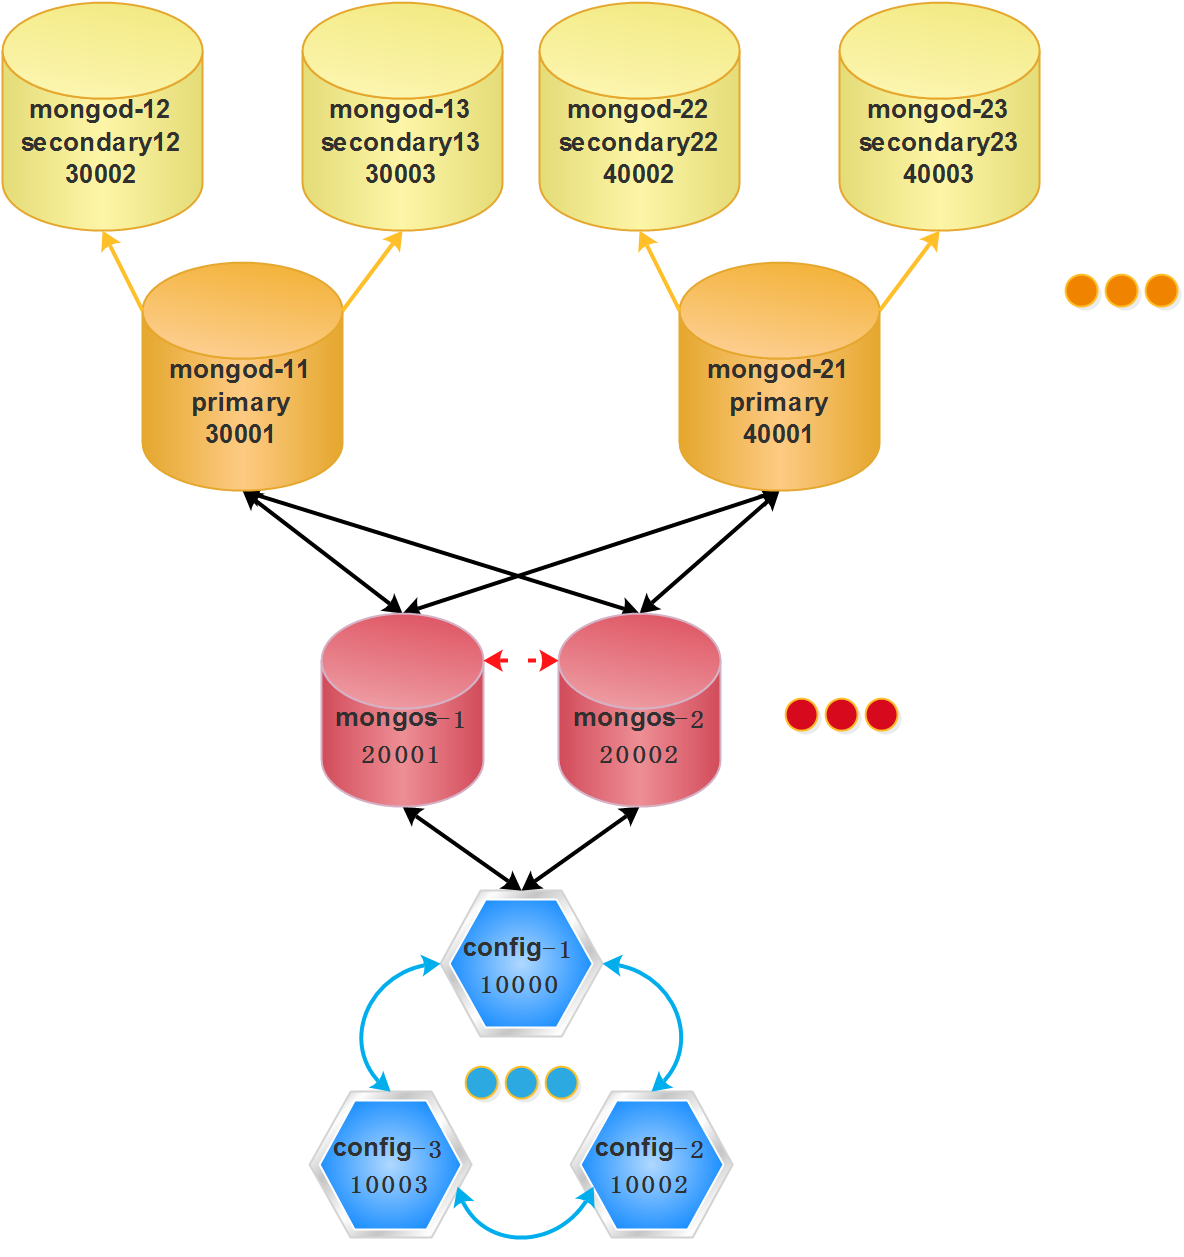 mongod-12
secondary12
30002
mongod-13
secondary13
30003
mongod-22
secondary22
40002
mongod-23
secondary23
40003
mongod-11
primary
30001
mongod-21
primary
40001
mongos-1
20001
mongos-2
20002
config-1
10000
config-3
10003
config-2
10002